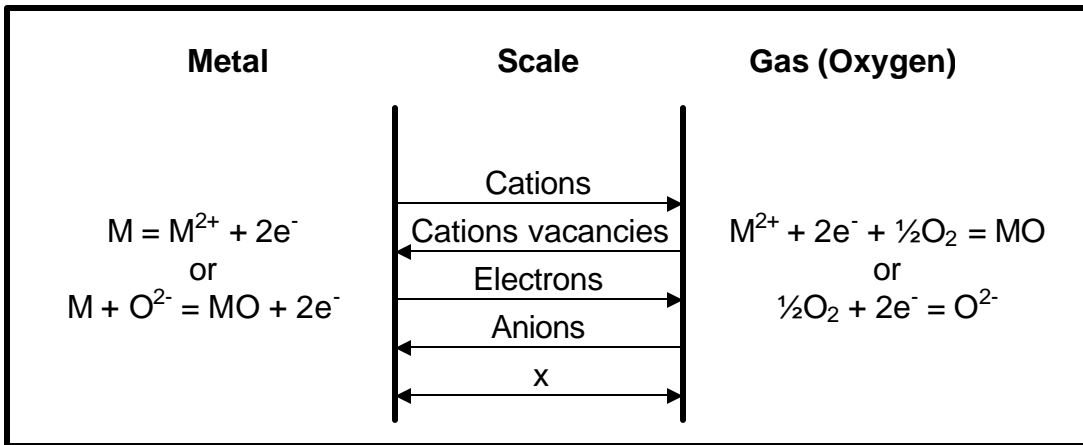 Metal Scale Gas (Oxygen)
Cations
M = M²⁺ + 2e⁻ Cations vacancies M²⁺ + 2e⁻ + ½O₂ = MO
or Electrons or
M + O²⁻ = MO + 2e⁻ ½O₂ + 2e⁻ = O²⁻
Anions
x